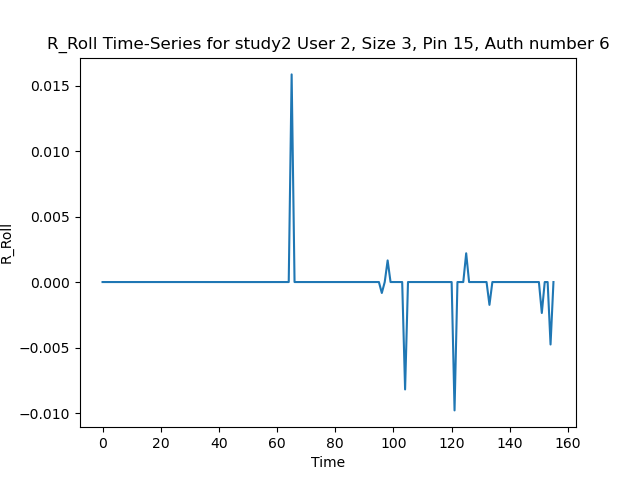 R_Roll Time-Series for study2 User 2, Size 3, Pin 15, Auth number 6
0.015
0.010
0.005
0.000
−0.005
−0.010
R_Roll
0 20 40 60 80 100 120 140 160
Time